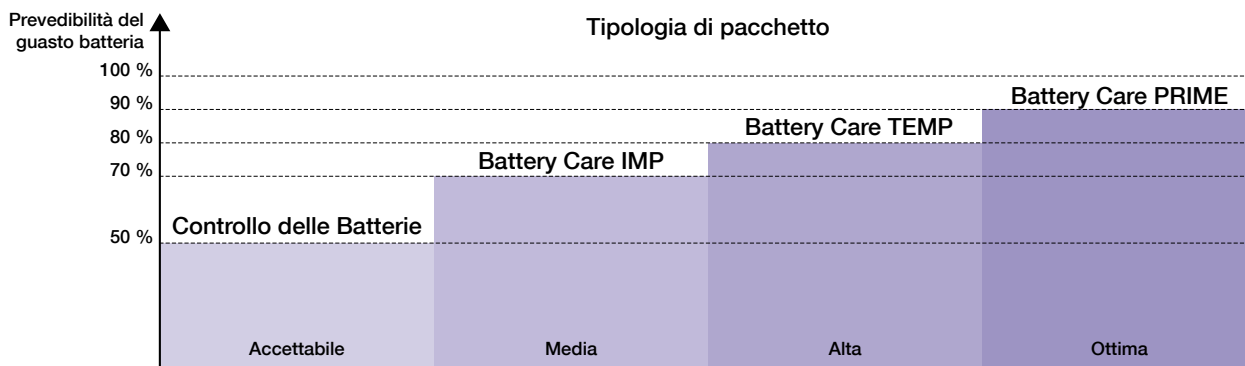 Prevedibilità del
guasto batteria
Tipologia di pacchetto
100 %
90 %
Battery Care PRIME
80 %
Battery Care TEMP
70 %
Battery Care IMP
50 %
Controllo delle Batterie
Accettabile
Media
Alta
Ottima